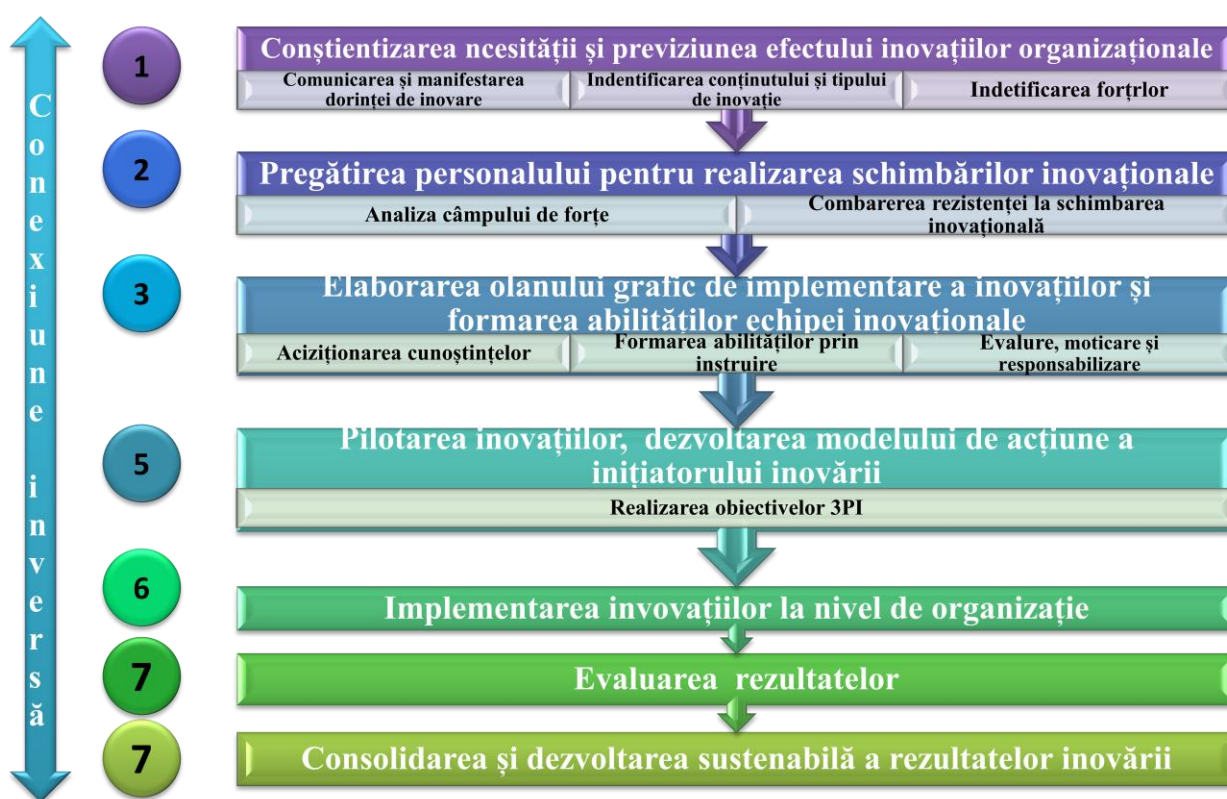 Conexiune inversă
1
Conștientizarea ncesității și previziunea efectului inovațiilor organizaționale
Comunicarea și manifestarea
dorinței de inovare
Indentificarea conținutului și tipului
de inovație
Indetificarea forțrlor
2
Pregătirea personalului pentru realizarea schimbărilor inovaționale
Analiza câmpului de forțe
Combarerea rezistenței la schimbarea
inovațională
3
Elaborarea olanului grafic de implementare a inovațiilor și
formarea abilităților echipei inovaționale
Aciziționarea cunoștințelor
Formarea abilităților prin
instruire
Evalure, moticare și
responsabilizare
5
Pilotarea inovațiilor, dezvoltarea modelului de acțiune a
inițiatorului inovării
Realizarea obiectivelor 3PI
6
Implementarea invovațiilor la nivel de organizație
7
Evaluarea rezultatelor
7
Consolidarea și dezvoltarea sustenabilă a rezultatelor inovării